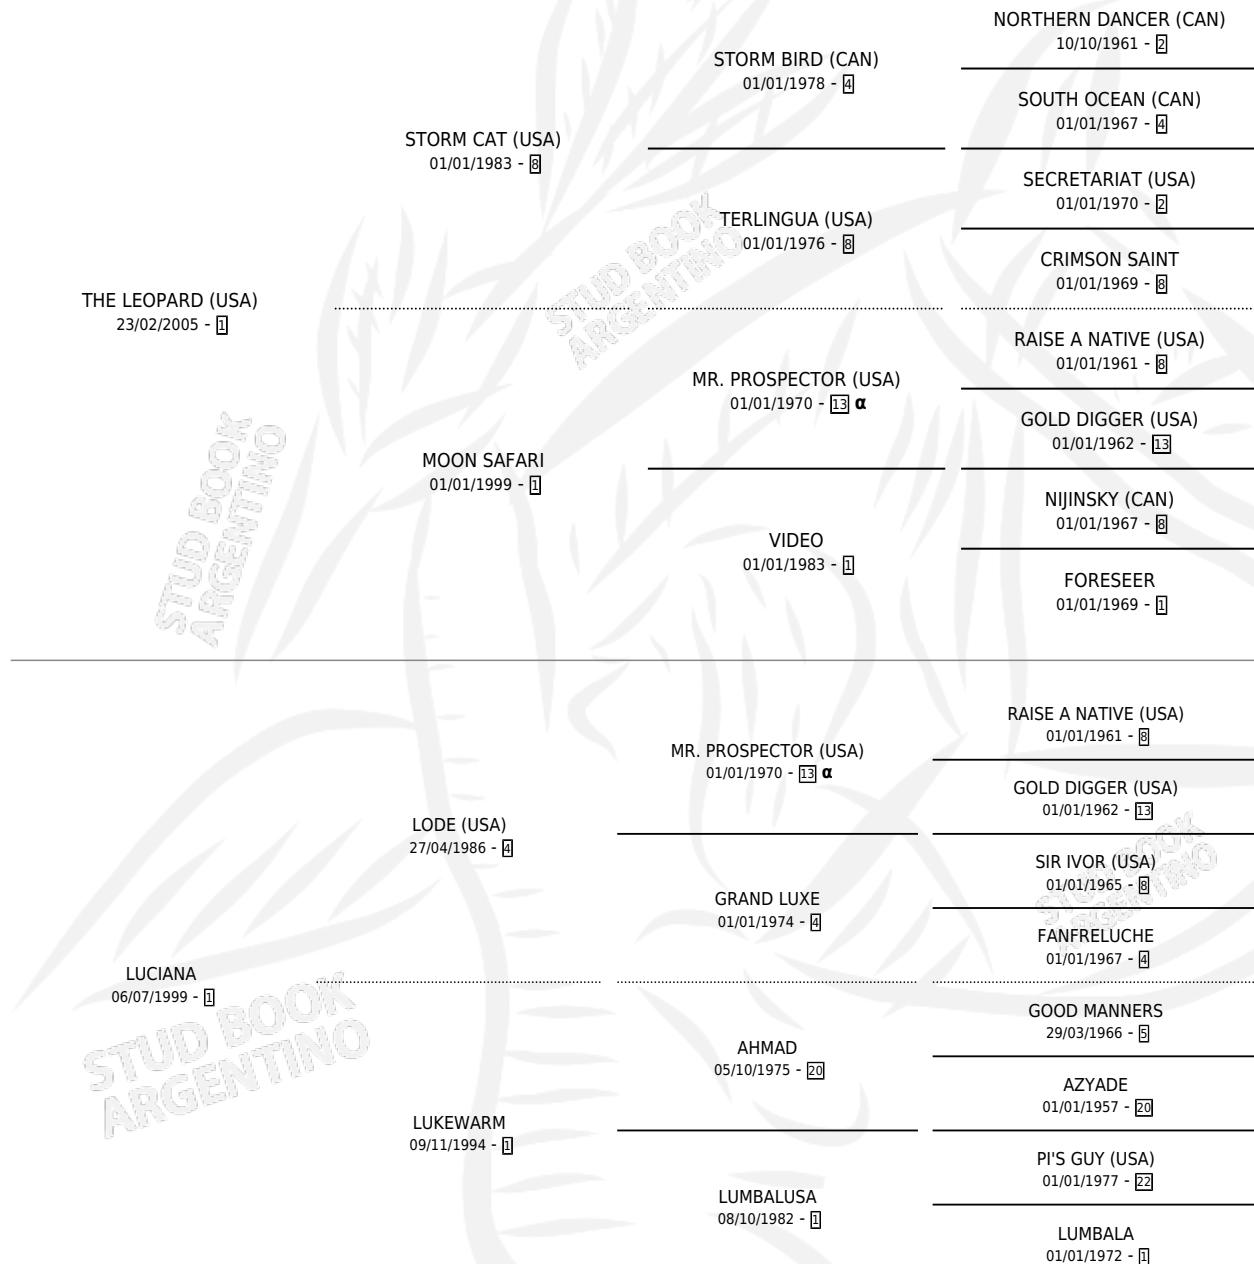 NORTHERN DANCER (CAN)
10/10/1961 - 2
STORM BIRD (CAN)
01/01/1978 - 4
SOUTH OCEAN (CAN)
01/01/1967 - 4
STORM CAT (USA)
01/01/1983 - 8
SECRETARIAT (USA)
01/01/1970 - 2
TERLINGUA (USA)
01/01/1976 - 8
CRIMSON SAINT
01/01/1969 - 8
THE LEOPARD (USA)
23/02/2005 - 1
RAISE A NATIVE (USA)
01/01/1961 - 8
MR. PROSPECTOR (USA)
01/01/1970 - 13 α
GOLD DIGGER (USA)
01/01/1962 - 13
MOON SAFARI
01/01/1999 - 1
NIJINSKY (CAN)
01/01/1967 - 8
VIDEO
01/01/1983 - 1
FORESEER
01/01/1969 - 1
RAISE A NATIVE (USA)
01/01/1961 - 8
MR. PROSPECTOR (USA)
01/01/1970 - 13 α
GOLD DIGGER (USA)
01/01/1962 - 13
LODE (USA)
27/04/1986 - 4
SIR IVOR (USA)
01/01/1965 - 8
GRAND LUXE
01/01/1974 - 4
FANFRELUCHE
01/01/1967 - 4
LUCIANA
06/07/1999 - 1
GOOD MANNERS
29/03/1966 - 5
AHMAD
05/10/1975 - 20
AZYADE
01/01/1957 - 20
LUKEWARM
09/11/1994 - 1
PI'S GUY (USA)
01/01/1977 - 22
LUMBALUSA
08/10/1982 - 1
LUMBALA
01/01/1972 - 1
STUD BOOK
ARGENTINO
STUD BOOK
ARGENTINO
STUD BOOK
ARGENTINO
STUD BOOK
ARGENTINO